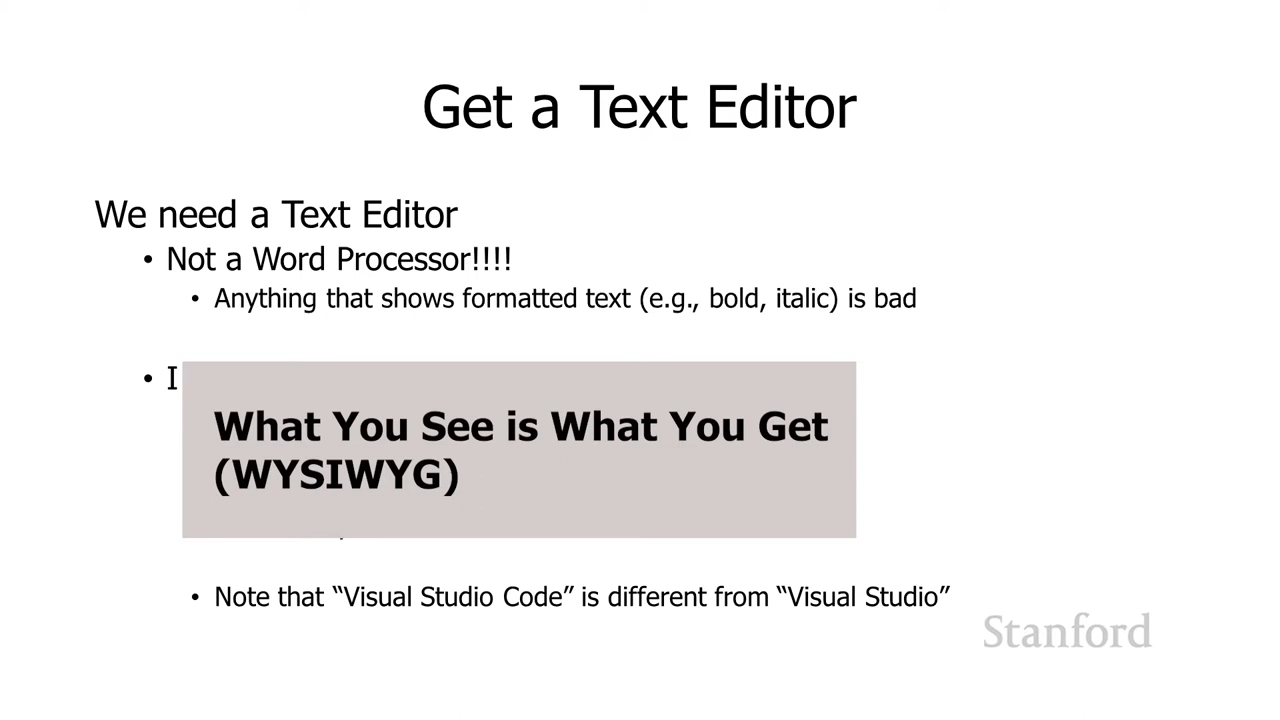 Get a Text Editor
We need a Text Editor
• Not a Word Processor!!!!
• Anything that shows formatted text (e.g., bold, italic) is bad
• I
What You See is What You Get
(WYSIWYG)
• Note that “Visual Studio Code” is different from “Visual Studio”
Stanford